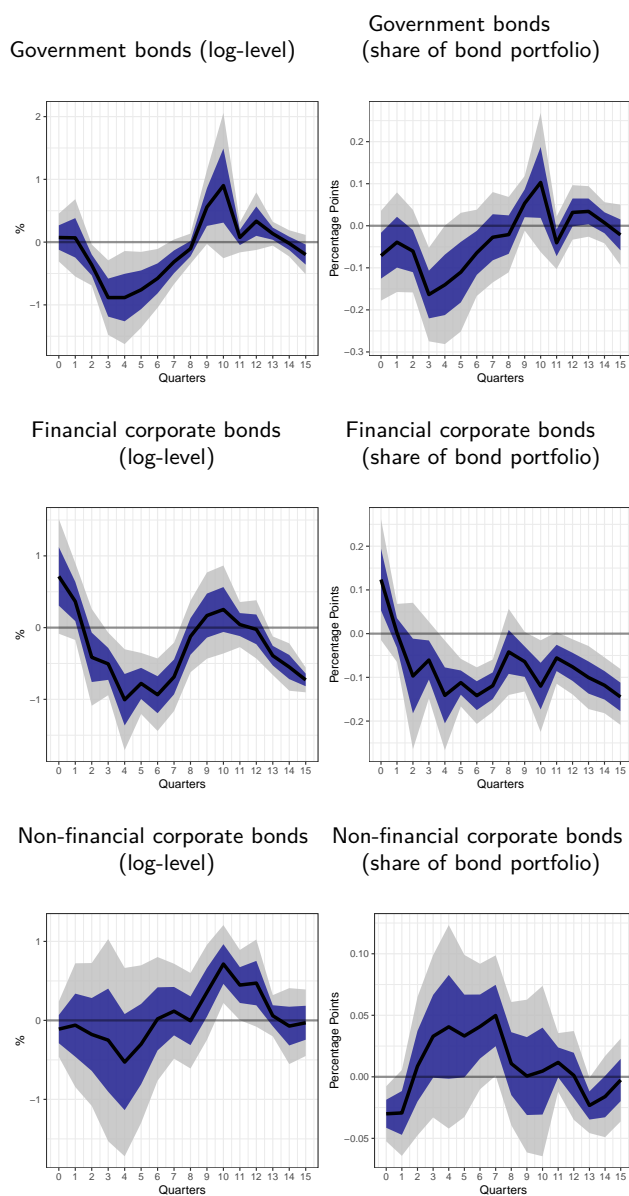 Government bonds (log-level)
2
1
0
−1
%
0 1 2 3 4 5 6 7 8 9 10 11 12 13 14 15
Quarters
Government bonds
(share of bond portfolio)
0.2
0.1
0.0
−0.1
−0.2
−0.3
Percentage Points
0 1 2 3 4 5 6 7 8 9 10 11 12 13 14 15
Quarters
Financial corporate bonds
(log-level)
1
0
−1
%
0 1 2 3 4 5 6 7 8 9 10 11 12 13 14 15
Quarters
Financial corporate bonds
(share of bond portfolio)
0.2
0.1
0.0
−0.1
−0.2
Percentage Points
0 1 2 3 4 5 6 7 8 9 10 11 12 13 14 15
Quarters
Non-financial corporate bonds
(log-level)
1
0
−1
%
0 1 2 3 4 5 6 7 8 9 10 11 12 13 14 15
Quarters
Non-financial corporate bonds
(share of bond portfolio)
0.10
0.05
0.00
−0.05
Percentage Points
0 1 2 3 4 5 6 7 8 9 10 11 12 13 14 15
Quarters